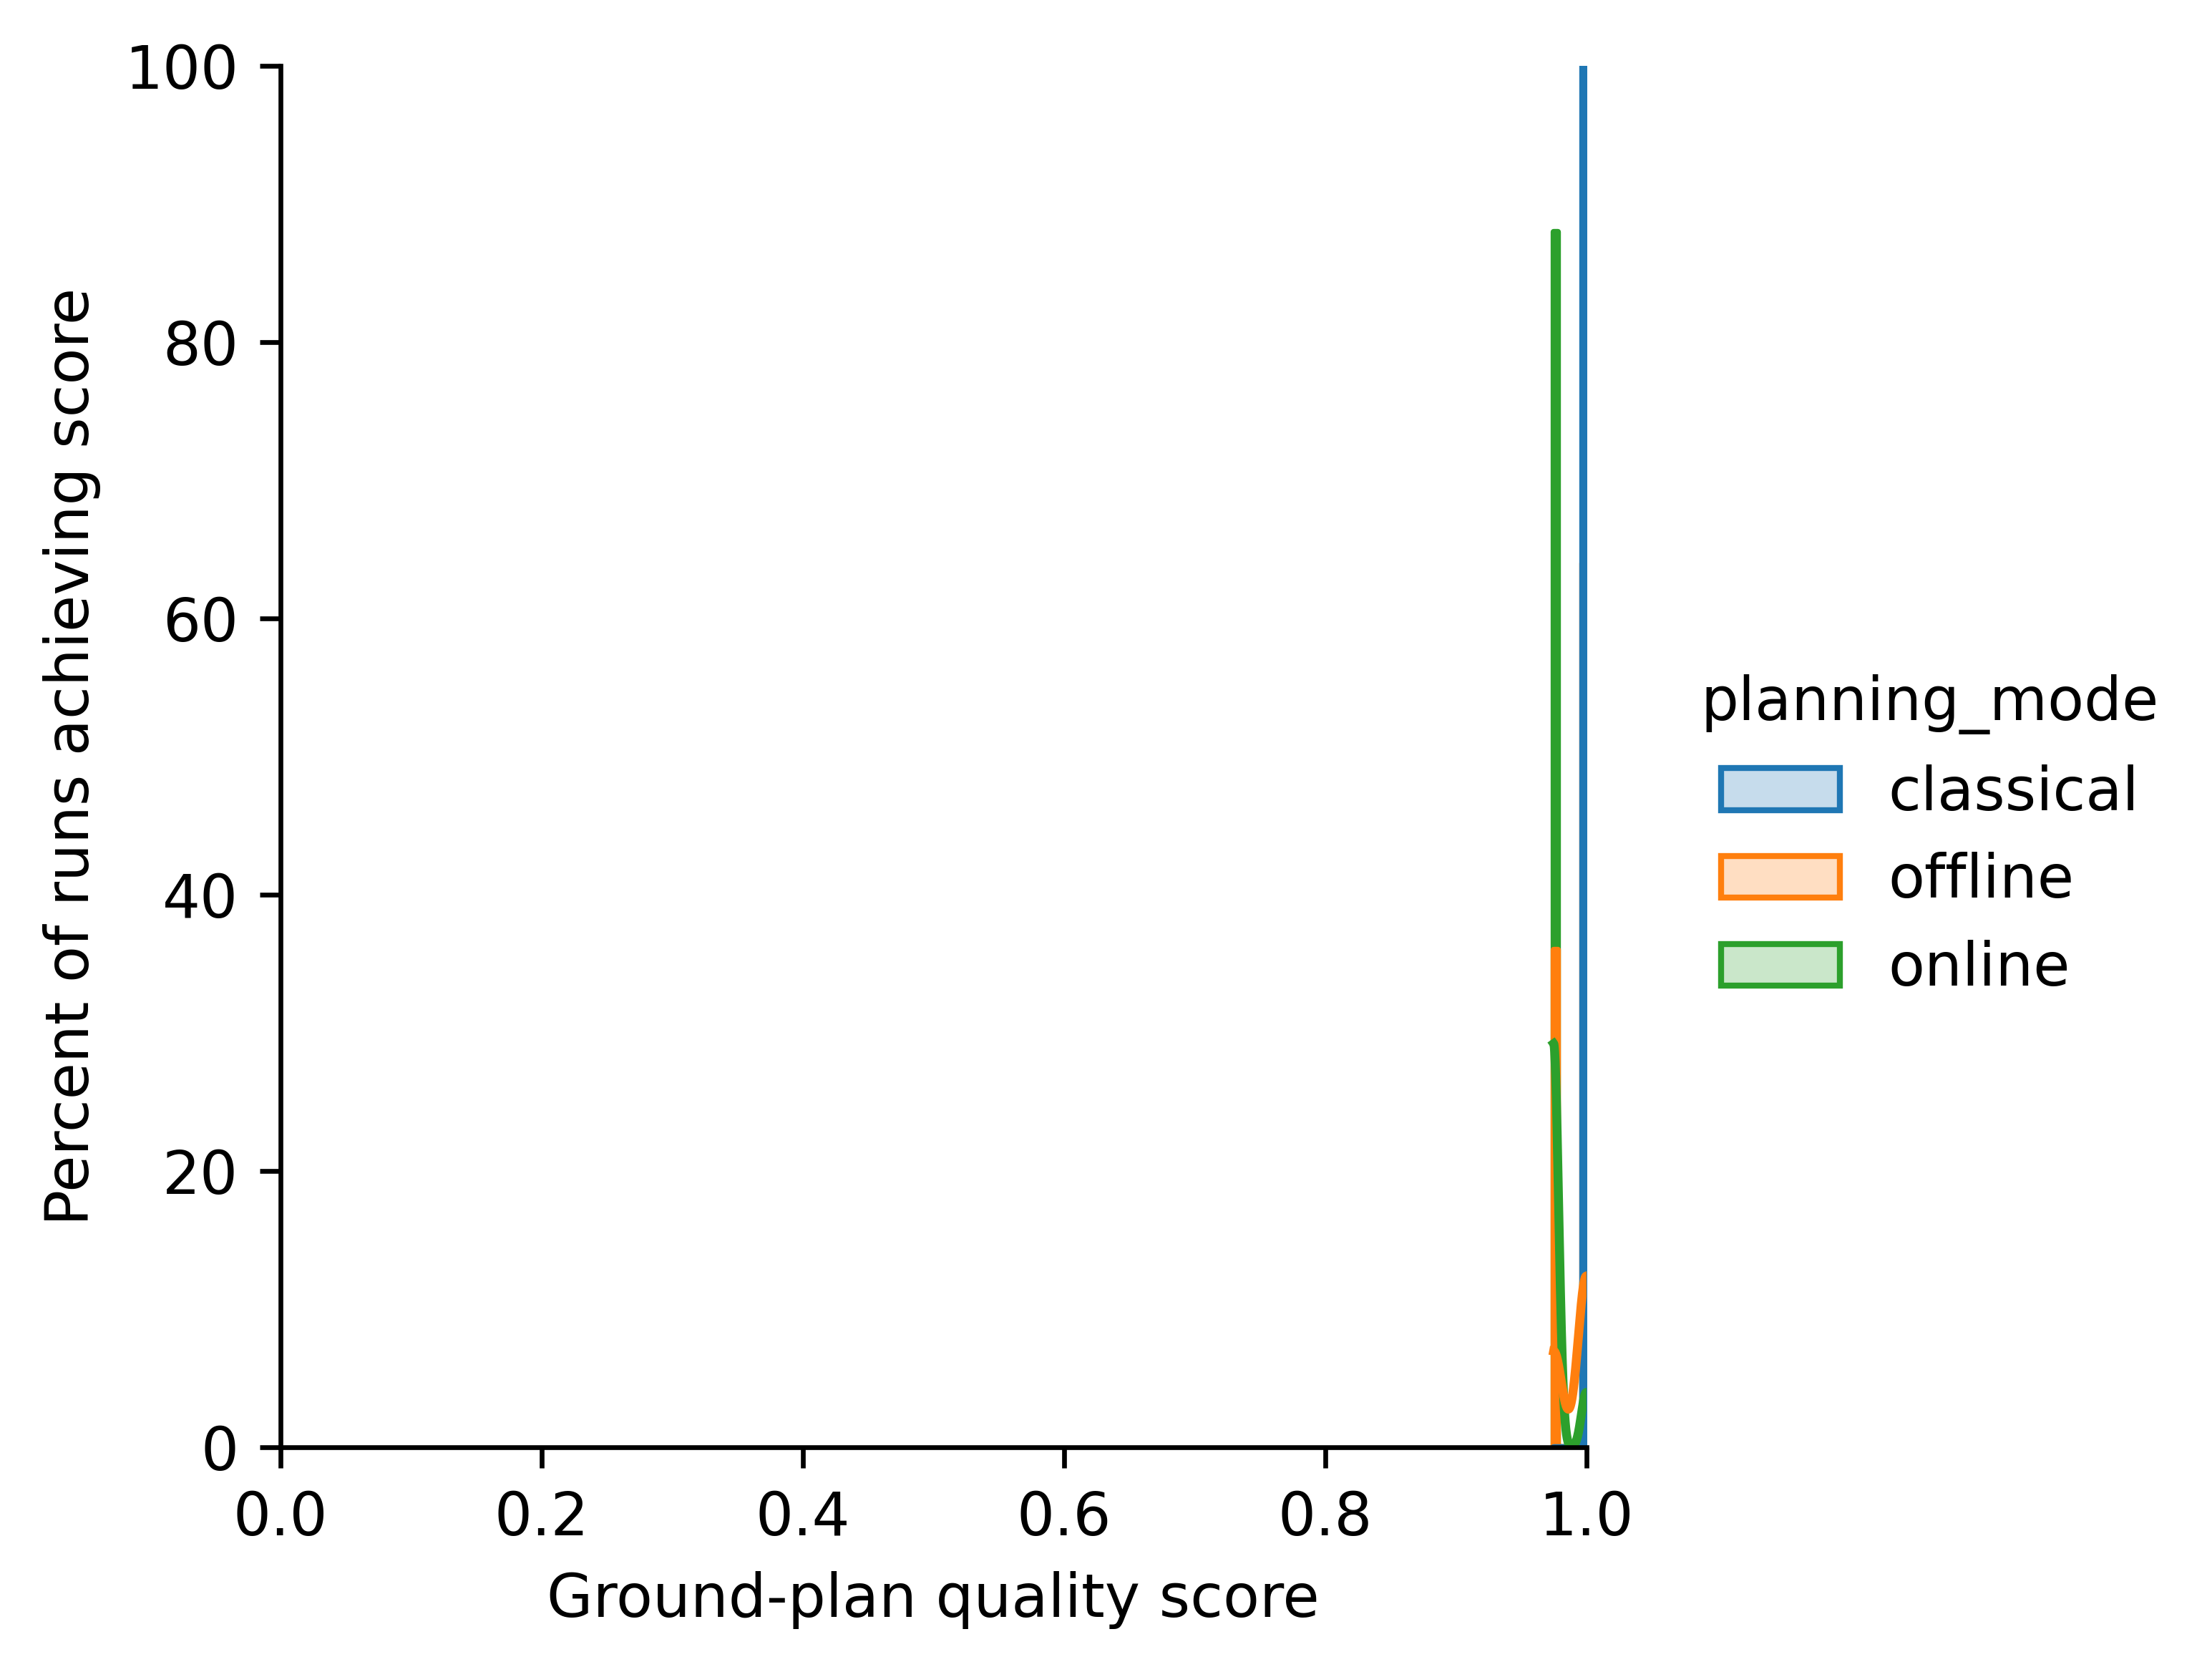 Percent of runs achieving score
100
80
60
40
20
0
0.0 0.2 0.4 0.6 0.8 1.0
Ground-plan quality score
planning_mode
classical
offline
online